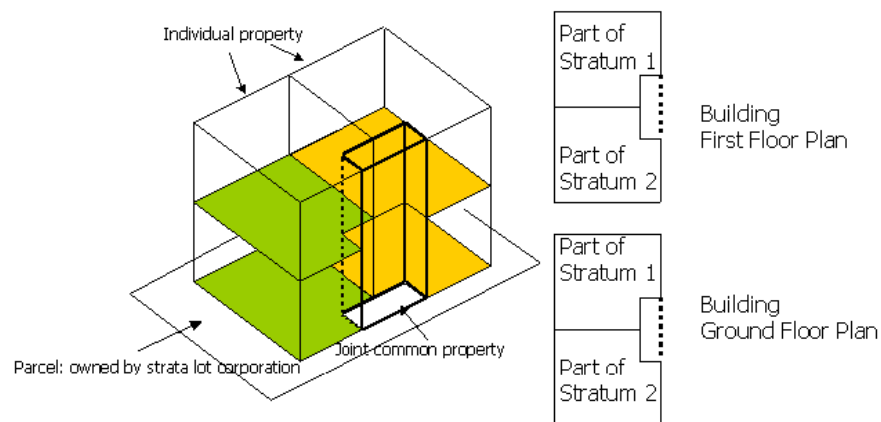 Individual property
Part of
Stratum 1
Part of
Stratum 2
Building
First Floor Plan
Part of
Stratum 1
Part of
Stratum 2
Building
Ground Floor Plan
Joint common property
Parcel: owned by strata lot corporation